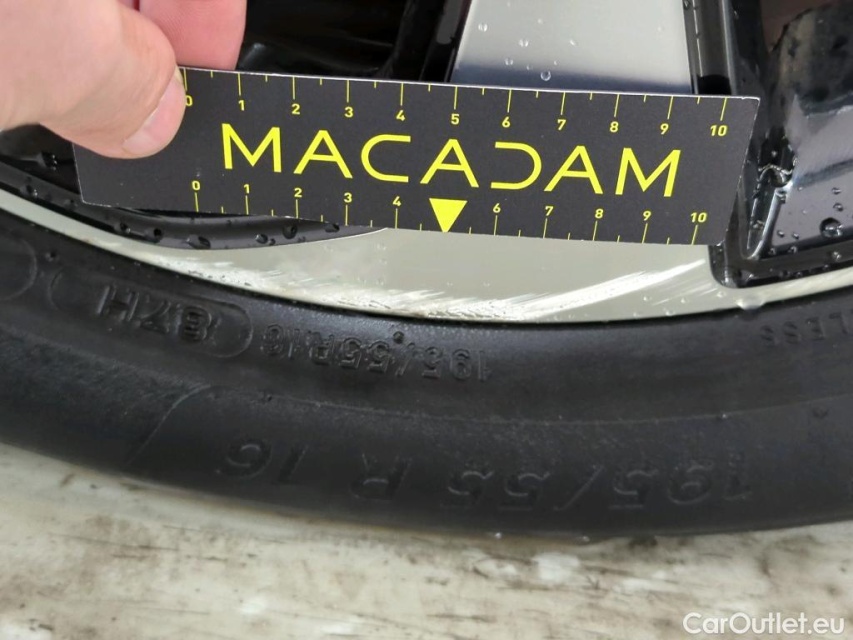 0 1 2 3 4 5 6 7 8 9 10
MACADAM
0 1 2 3 4 6 7 8 9 10
87H
195/55R16
LESS
195/55 R 16
CarOutlet.eu